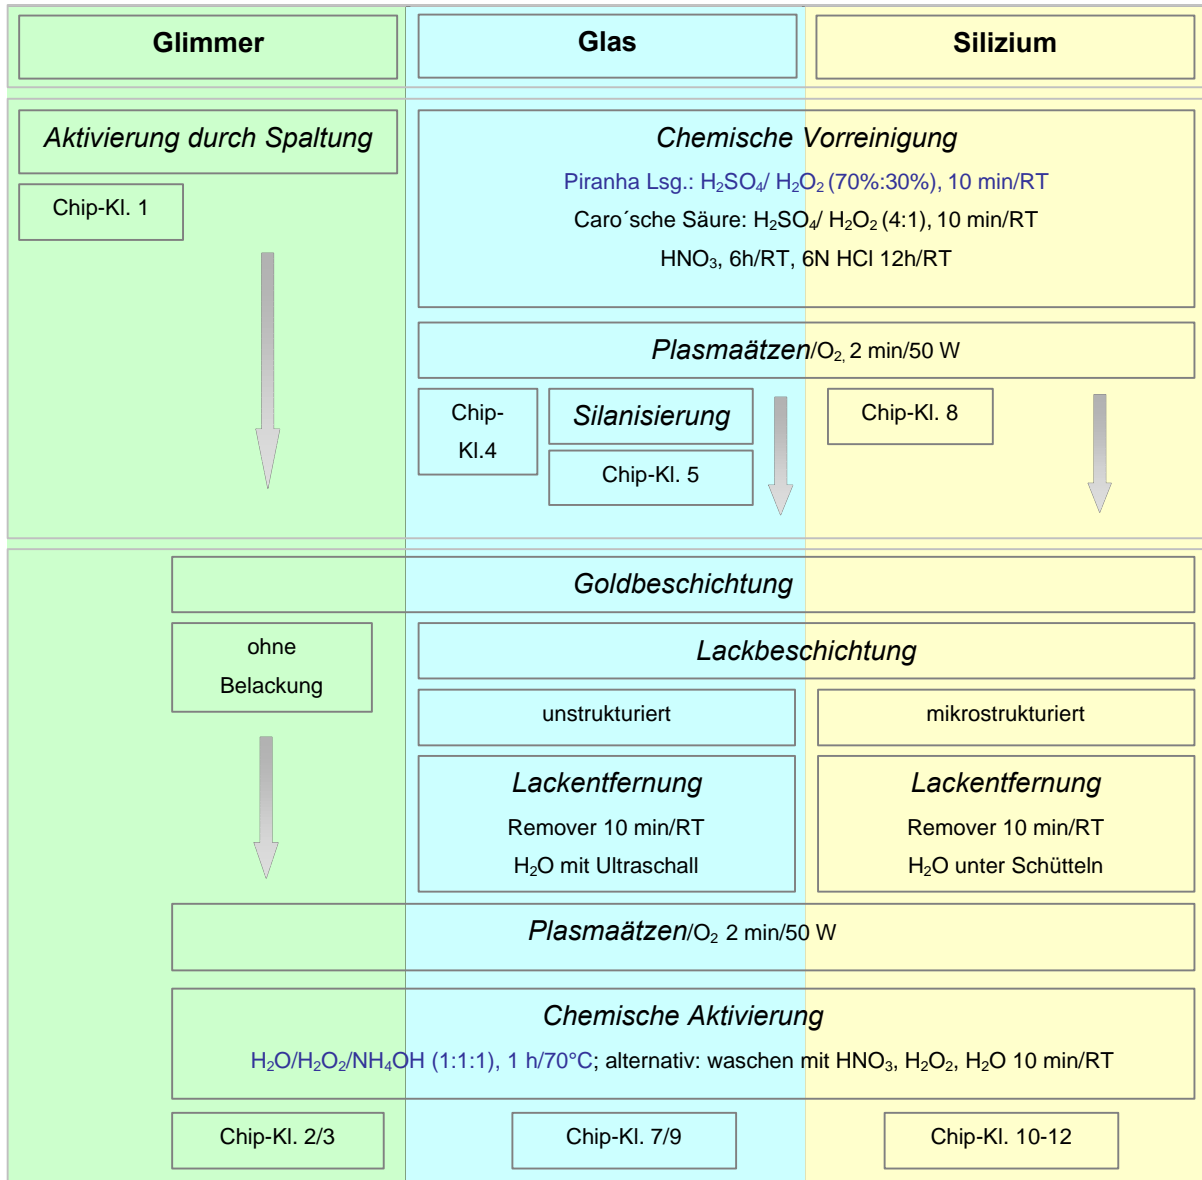 Glimmer
Glas
Silizium
Aktivierung durch Spaltung
Chip-Kl. 1
Chemische Vorreinigung
Piranha Lsg.: H₂SO₄/ H₂O₂ (70%:30%), 10 min/RT
Caro´sche Säure: H₂SO₄/ H₂O₂ (4:1), 10 min/RT
HNO₃, 6h/RT, 6N HCl 12h/RT
Plasmaätzen/O₂, 2 min/50 W
Chip-
Kl.4
Silanisierung
Chip-Kl. 5
Chip-Kl. 8
Goldbeschichtung
ohne
Belackung
Lackbeschichtung
unstrukturiert
mikrostrukturiert
Lackentfernung
Remover 10 min/RT
H₂O mit Ultraschall
Lackentfernung
Remover 10 min/RT
H₂O unter Schütteln
Plasmaätzen/O₂ 2 min/50 W
Chemische Aktivierung
H₂O/H₂O₂/NH₄OH (1:1:1), 1 h/70°C; alternativ: waschen mit HNO₃, H₂O₂, H₂O 10 min/RT
Chip-Kl. 2/3
Chip-Kl. 7/9
Chip-Kl. 10-12